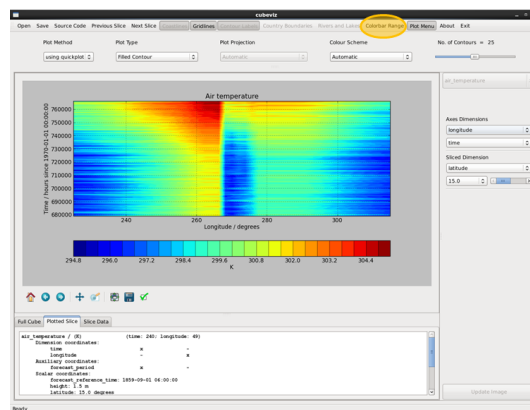 cubeviz
Open Save Source Code Previous Slice Next Slice Gridlines Country Boundaries Rivers and Lakes Colorbar Range Plot Menu About Exit
Plot Method Plot Type Plot Projection Colour Scheme No. of Contours = 25
using quickplot Filled Contour Automatic Automatic
air_temperature
Air temperature
Axes Dimensions
longitude
time
Sliced Dimension
latitude
15.0
Time / hours since 1970-01-01 00:00:00
760000
750000
740000
730000
720000
710000
700000
690000
680000
240 260 280 300
Longitude / degrees
294.8 296.0 297.2 298.4 299.6 300.8 302.0 303.2 304.4
K
Full Cube Plotted Slice Slice Data
air_temperature / (K) (time: 240; longitude: 49)
Dimension coordinates:
time x -
longitude - x
Auxiliary coordinates:
forecast_period x -
Scalar coordinates:
forecast_reference_time: 1859-09-01 06:00:00
height: 1.5 m
latitude: 15.0 degrees
Update Image
Ready